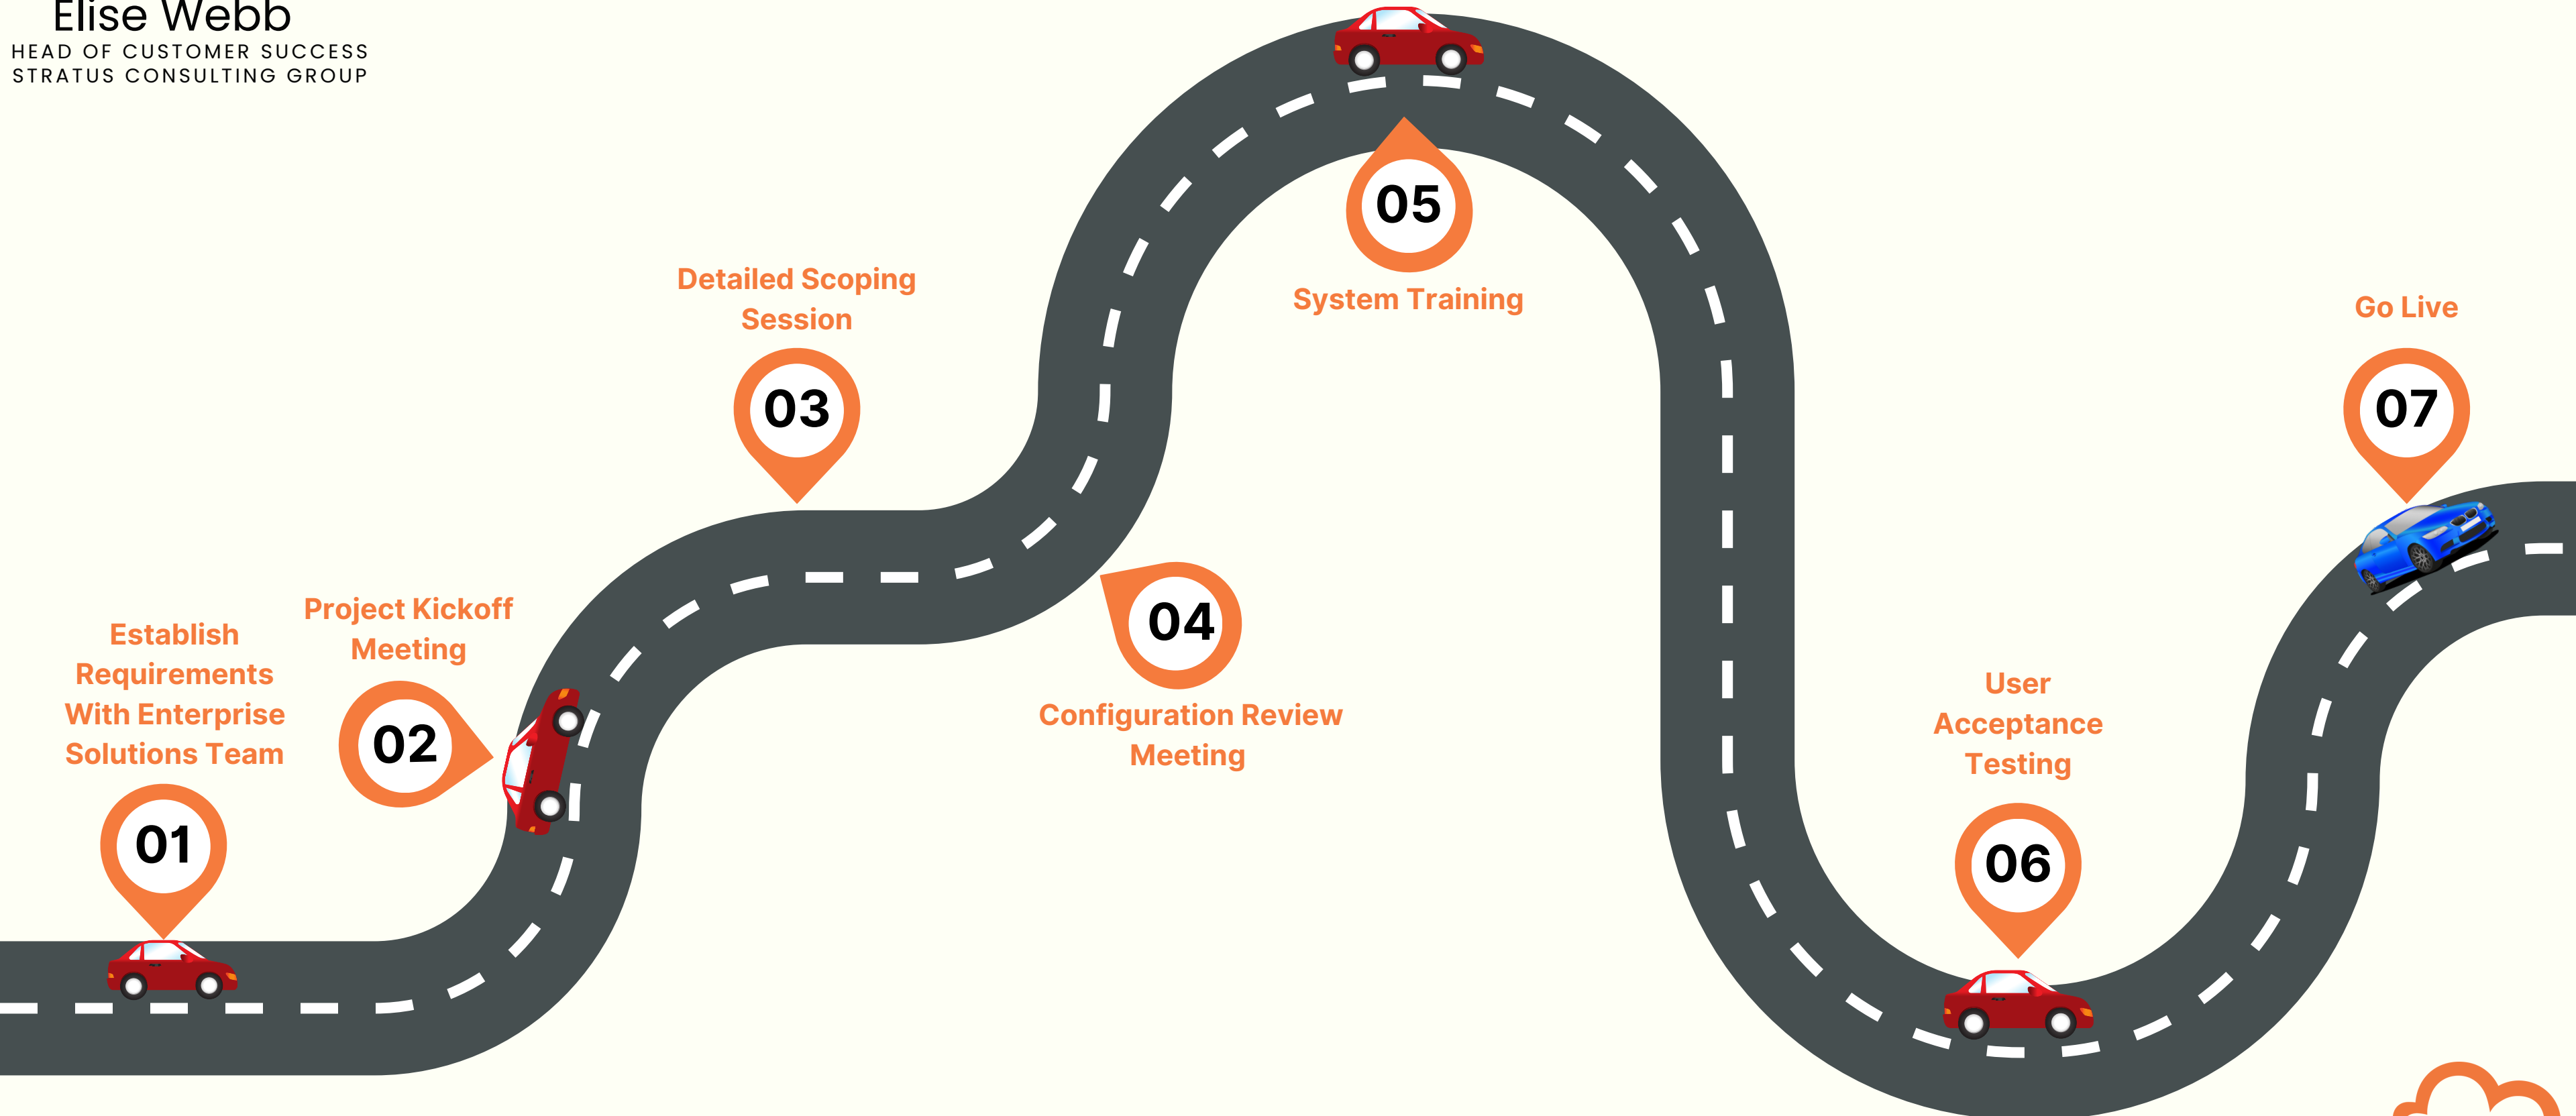 Elise Webb
HEAD OF CUSTOMER SUCCESS
STRATUS CONSULTING GROUP
Establish
Requirements
With Enterprise
Solutions Team
01
Project Kickoff
Meeting
02
Detailed Scoping
Session
03
04
Configuration Review
Meeting
05
System Training
User
Acceptance
Testing
06
Go Live
07